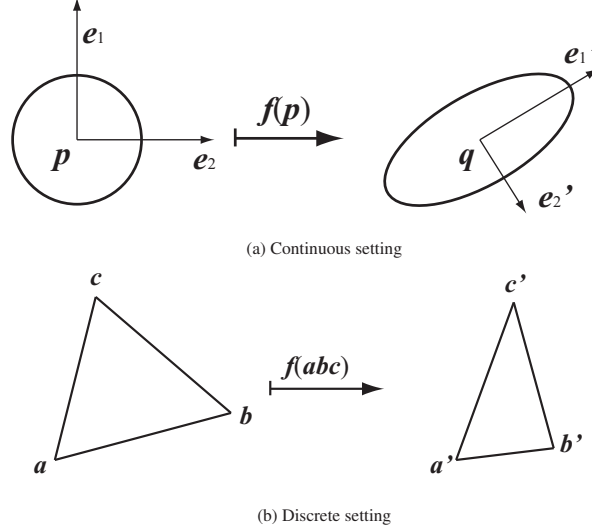 e1
f(p)
e1'
p
e2
q
e2'
(a) Continuous setting
c
c'
f(abc)
b
b'
a
a'
(b) Discrete setting